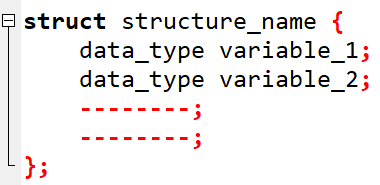 struct structure_name {
    data_type variable_1;
    data_type variable_2;
    --------;
    --------;
};